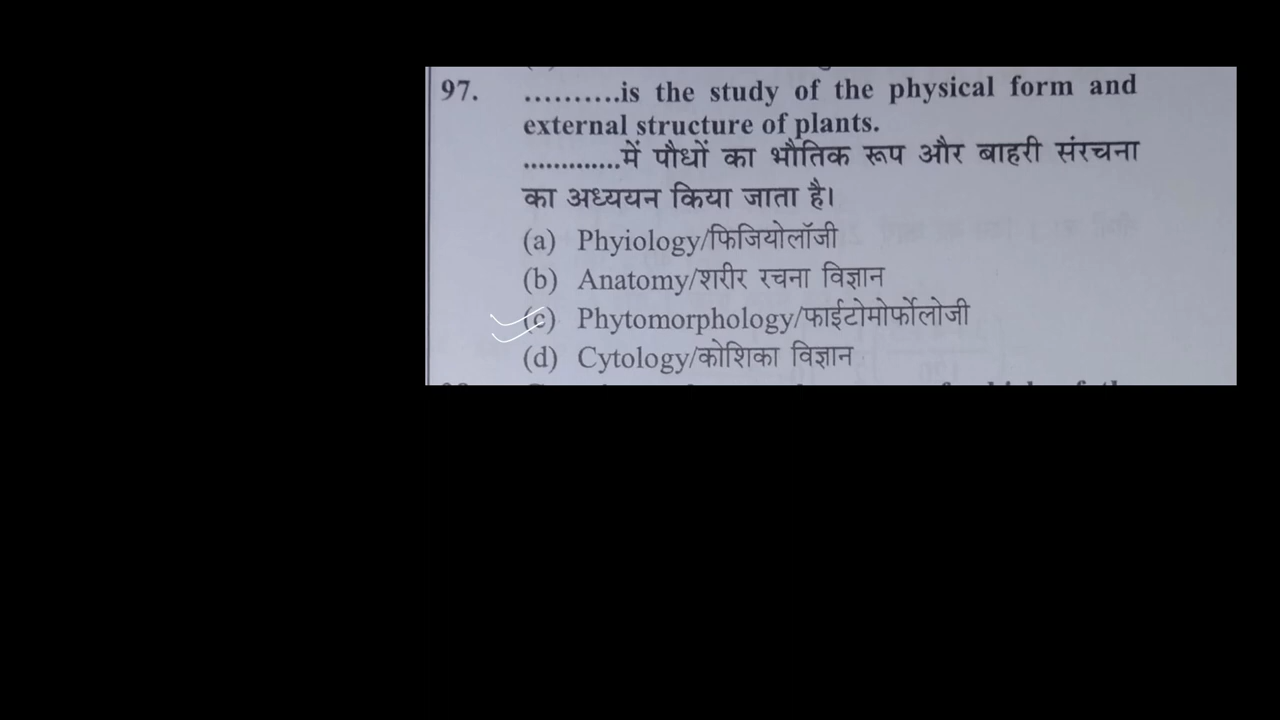 97. ..........is the study of the physical form and
external structure of plants.
.............में पौधों का भौतिक रूप और बाहरी संरचना
का अध्ययन किया जाता है।
(a) Phyiology/फिजियोलॉजी
(b) Anatomy/शरीर रचना विज्ञान
(c) Phytomorphology/फाईटोमोर्फोलोजी
(d) Cytology/कोशिका विज्ञान